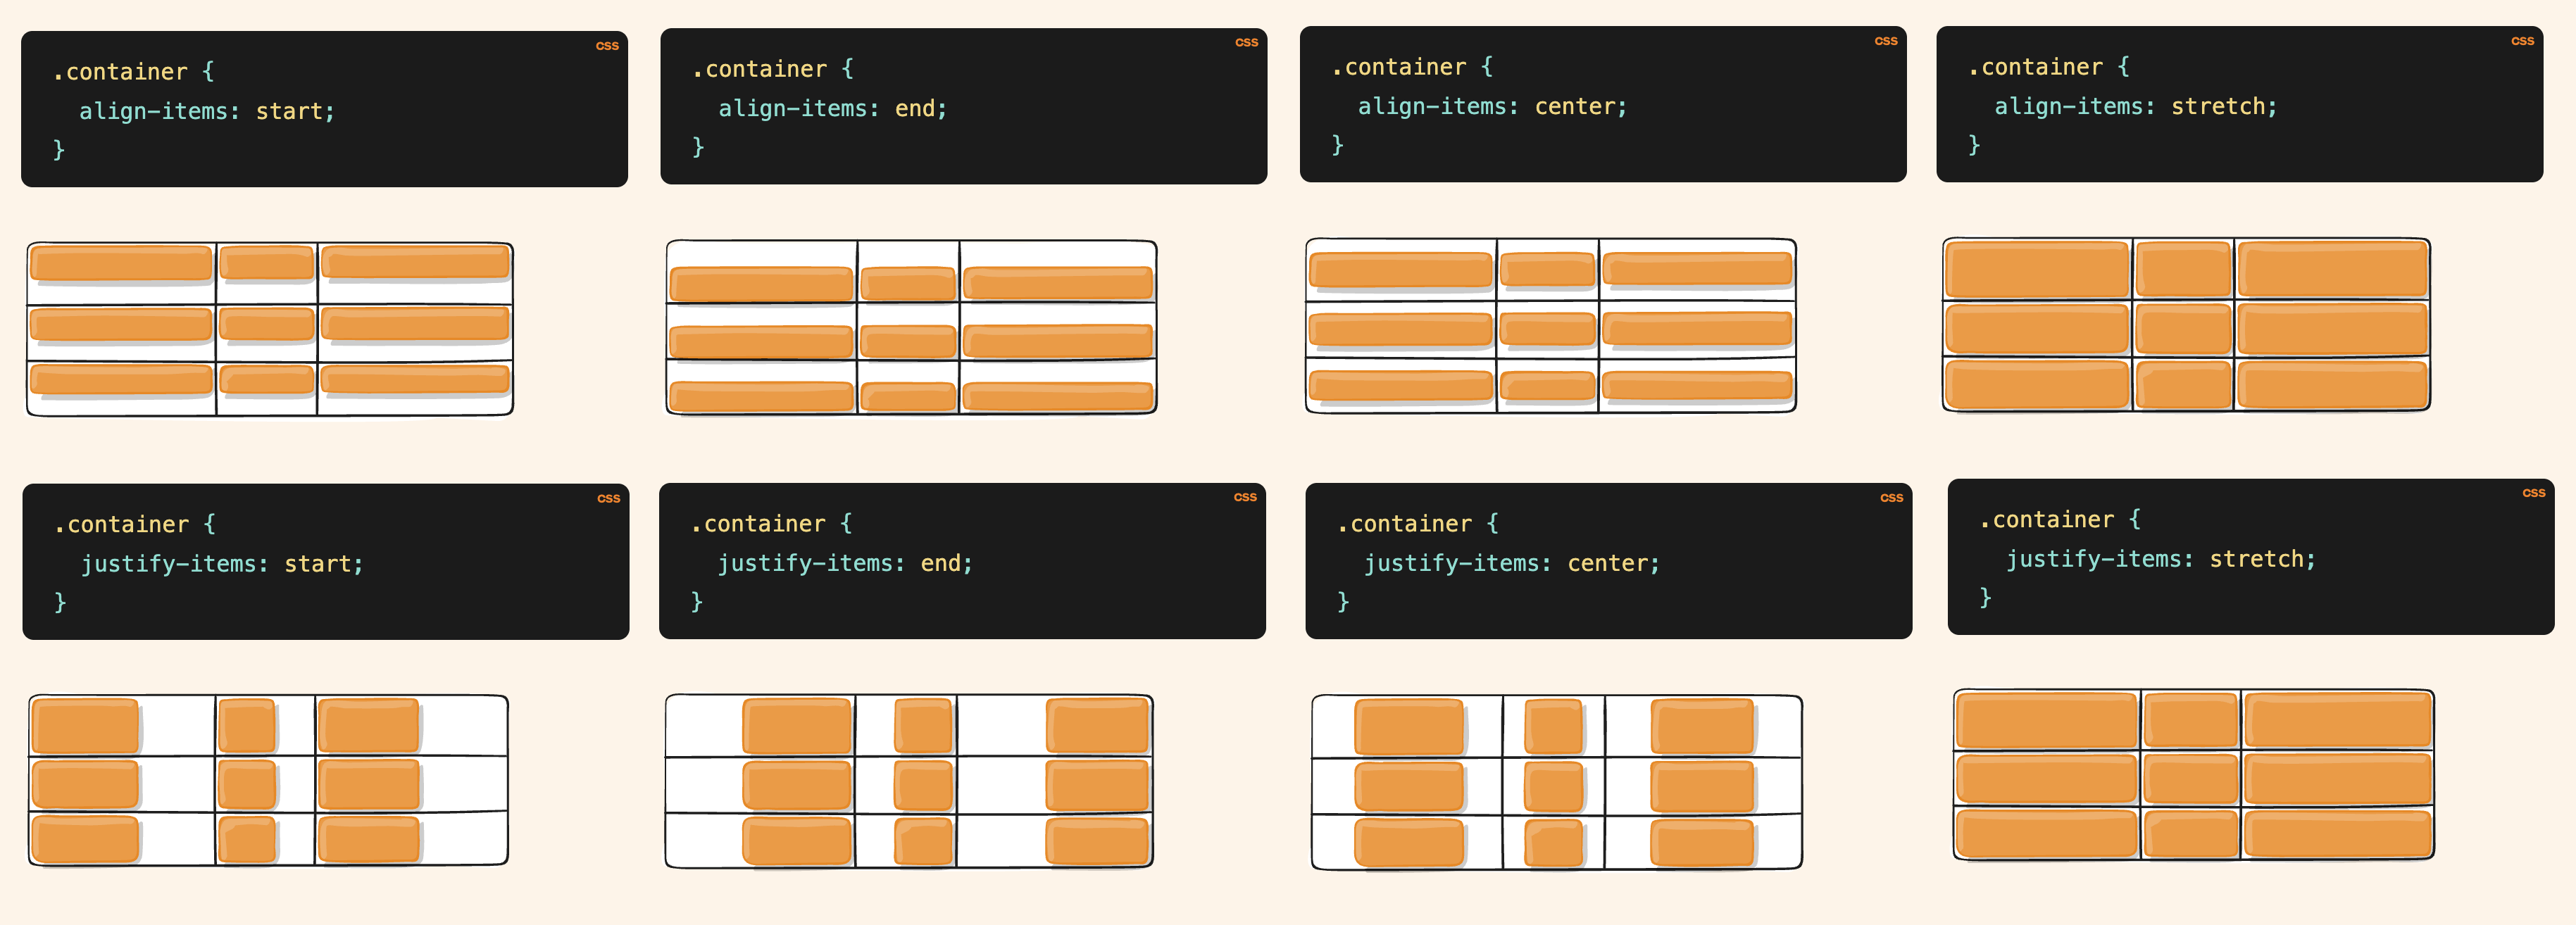 CSS
.container {
align-items: start;
}
CSS
.container {
align-items: end;
}
CSS
.container {
align-items: center;
}
CSS
.container {
align-items: stretch;
}
CSS
.container {
justify-items: start;
}
CSS
.container {
justify-items: end;
}
CSS
.container {
justify-items: center;
}
CSS
.container {
justify-items: stretch;
}